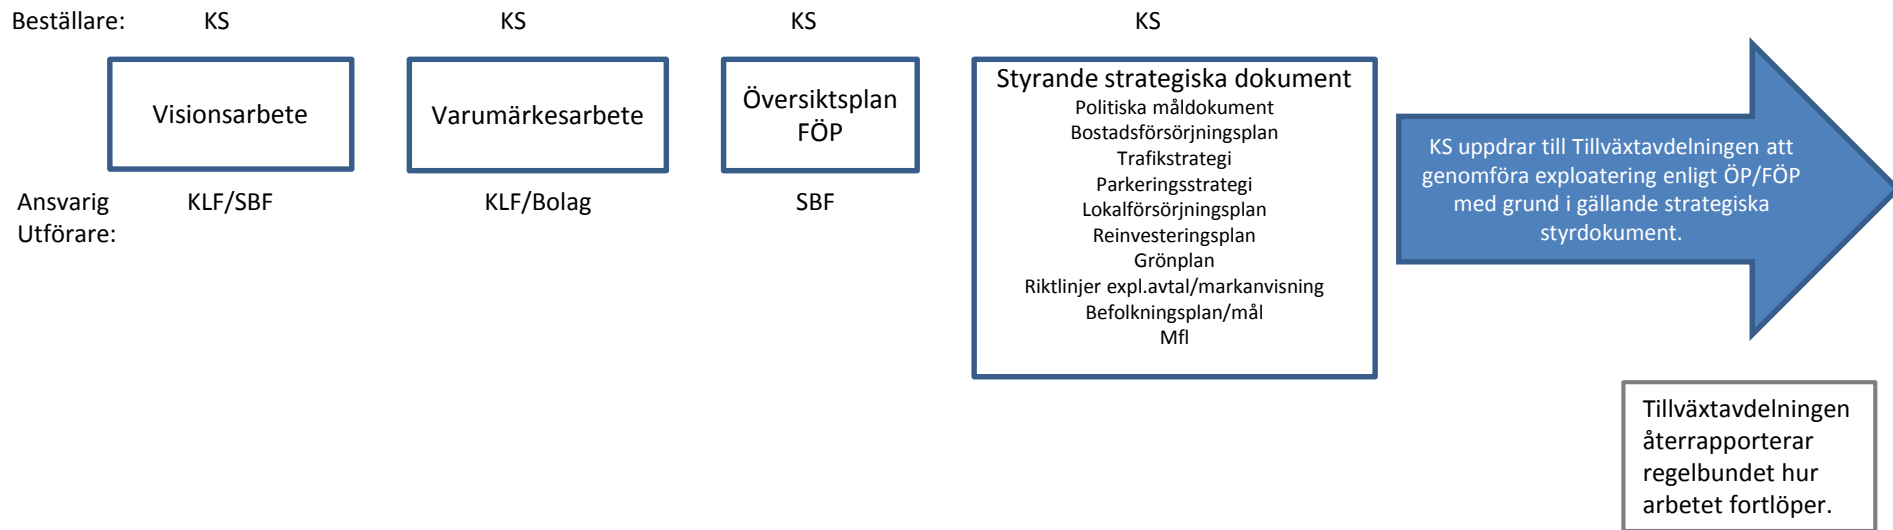 Beställare: KS KS KS KS
Visionsarbete
Varumärkesarbete
Översiktsplan
FÖP
Styrande strategiska dokument
Politiska måldokument
Bostadsförsörjningsplan
Trafikstrategi
Parkeringsstrategi
Lokalförsörjningsplan
Reinvesteringsplan
Grönplan
Riktlinjer expl.avtal/markanvisning
Befolkningsplan/mål
Mfl
KS uppdrar till Tillväxtavdelningen att
genomföra exploatering enligt ÖP/FÖP
med grund i gällande strategiska
styrdokument.
Ansvarig
Utförare:
KLF/SBF
KLF/Bolag
SBF
Tillväxtavdelningen
återrapporterar
regelbundet hur
arbetet fortlöper.